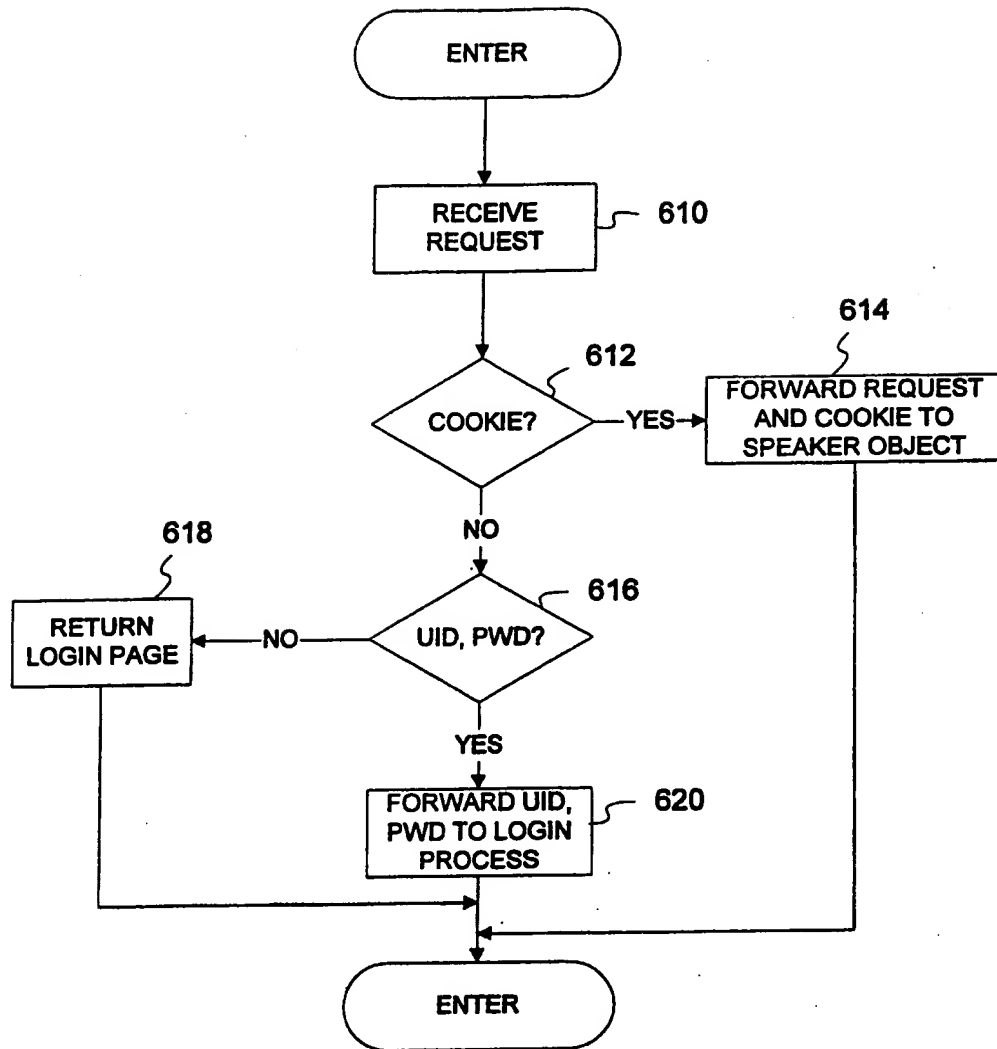 ENTER
RECEIVE
REQUEST
610
612
COOKIE?
YES
614
FORWARD REQUEST
AND COOKIE TO
SPEAKER OBJECT
NO
618
RETURN
LOGIN PAGE
NO
616
UID, PWD?
YES
FORWARD UID,
PWD TO LOGIN
PROCESS
620
ENTER